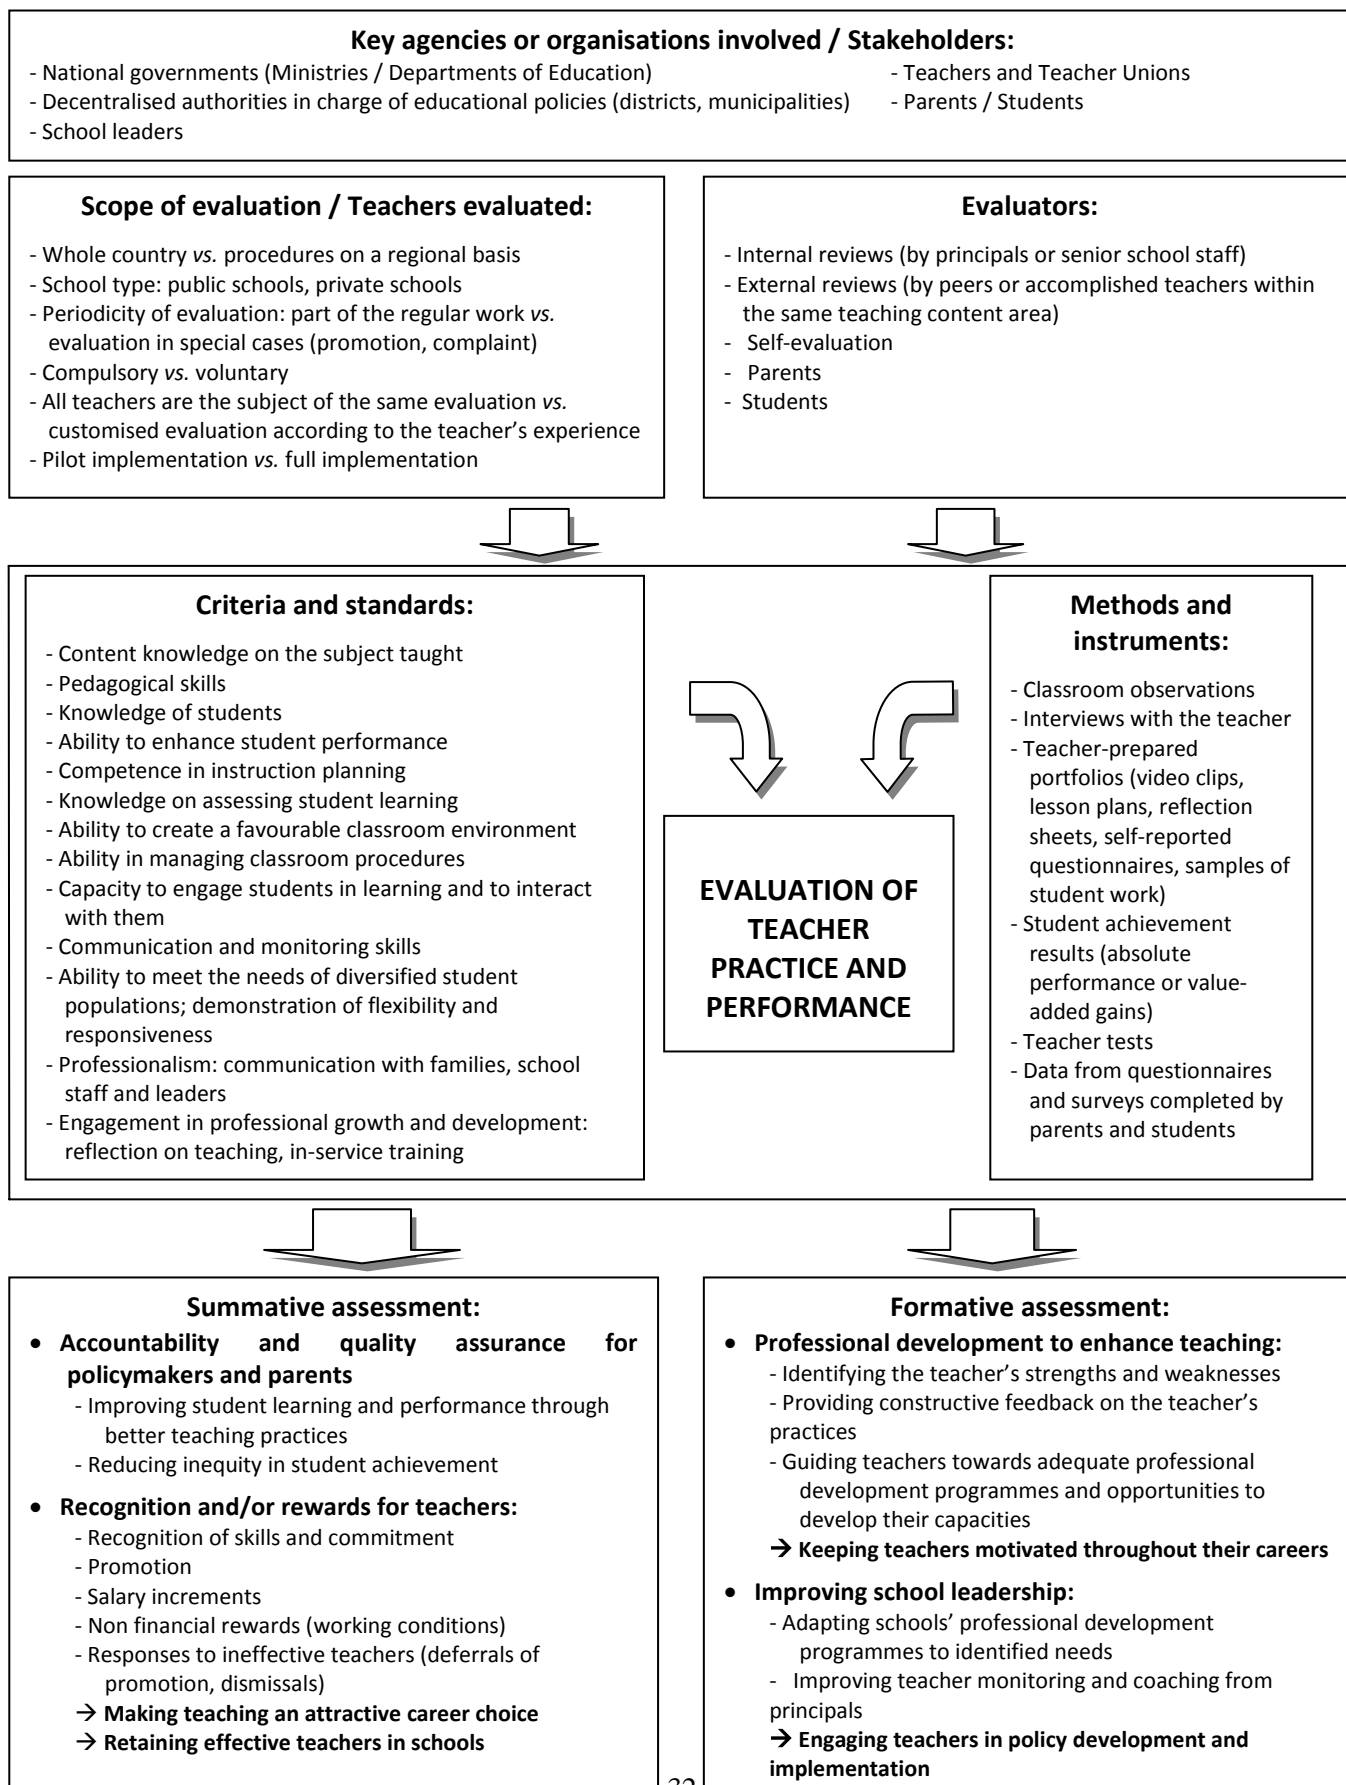 Key agencies or organisations involved / Stakeholders:
- National governments (Ministries / Departments of Education)
- Decentralised authorities in charge of educational policies (districts, municipalities)
- School leaders
- Teachers and Teacher Unions
- Parents / Students
Scope of evaluation / Teachers evaluated:
- Whole country vs. procedures on a regional basis
- School type: public schools, private schools
- Periodicity of evaluation: part of the regular work vs.
evaluation in special cases (promotion, complaint)
- Compulsory vs. voluntary
- All teachers are the subject of the same evaluation vs.
customised evaluation according to the teacher's experience
- Pilot implementation vs. full implementation
Evaluators:
- Internal reviews (by principals or senior school staff)
- External reviews (by peers or accomplished teachers within
the same teaching content area)
- Self-evaluation
- Parents
- Students
Criteria and standards:
- Content knowledge on the subject taught
- Pedagogical skills
- Knowledge of students
- Ability to enhance student performance
- Competence in instruction planning
- Knowledge on assessing student learning
- Ability to create a favourable classroom environment
- Ability in managing classroom procedures
- Capacity to engage students in learning and to interact
with them
- Communication and monitoring skills
- Ability to meet the needs of diversified student
populations; demonstration of flexibility and
responsiveness
- Professionalism: communication with families, school
staff and leaders
- Engagement in professional growth and development:
reflection on teaching, in-service training
EVALUATION OF
TEACHER
PRACTICE AND
PERFORMANCE
Methods and
instruments:
- Classroom observations
- Interviews with the teacher
- Teacher-prepared
portfolios (video clips,
lesson plans, reflection
sheets, self-reported
questionnaires, samples of
student work)
- Student achievement
results (absolute
performance or value-
added gains)
- Teacher tests
- Data from questionnaires
and surveys completed by
parents and students
Summative assessment:
• Accountability and quality assurance for
policymakers and parents
- Improving student learning and performance through
better teaching practices
- Reducing inequity in student achievement
• Recognition and/or rewards for teachers:
- Recognition of skills and commitment
- Promotion
- Salary increments
- Non financial rewards (working conditions)
- Responses to ineffective teachers (deferrals of
promotion, dismissals)
→ Making teaching an attractive career choice
→ Retaining effective teachers in schools
Formative assessment:
• Professional development to enhance teaching:
- Identifying the teacher's strengths and weaknesses
- Providing constructive feedback on the teacher's
practices
- Guiding teachers towards adequate professional
development programmes and opportunities to
develop their capacities
→ Keeping teachers motivated throughout their careers
• Improving school leadership:
- Adapting schools' professional development
programmes to identified needs
- Improving teacher monitoring and coaching from
principals
→ Engaging teachers in policy development and
implementation